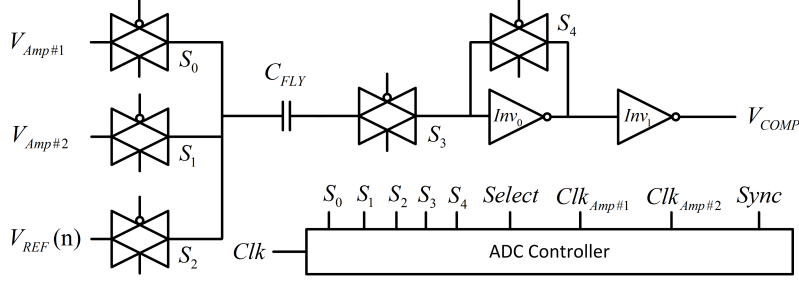 V_{Amp#1}
S_0
S_4
C_{FLY}
V_{Amp#2}
S_1
S_3
Inv_0
Inv_1
V_{COMP}
V_{REF}(n)
S_2
S_0 S_1 S_2 S_3 S_4 Select Clk_{Amp#1} Clk_{Amp#2} Sync
Clk
ADC Controller